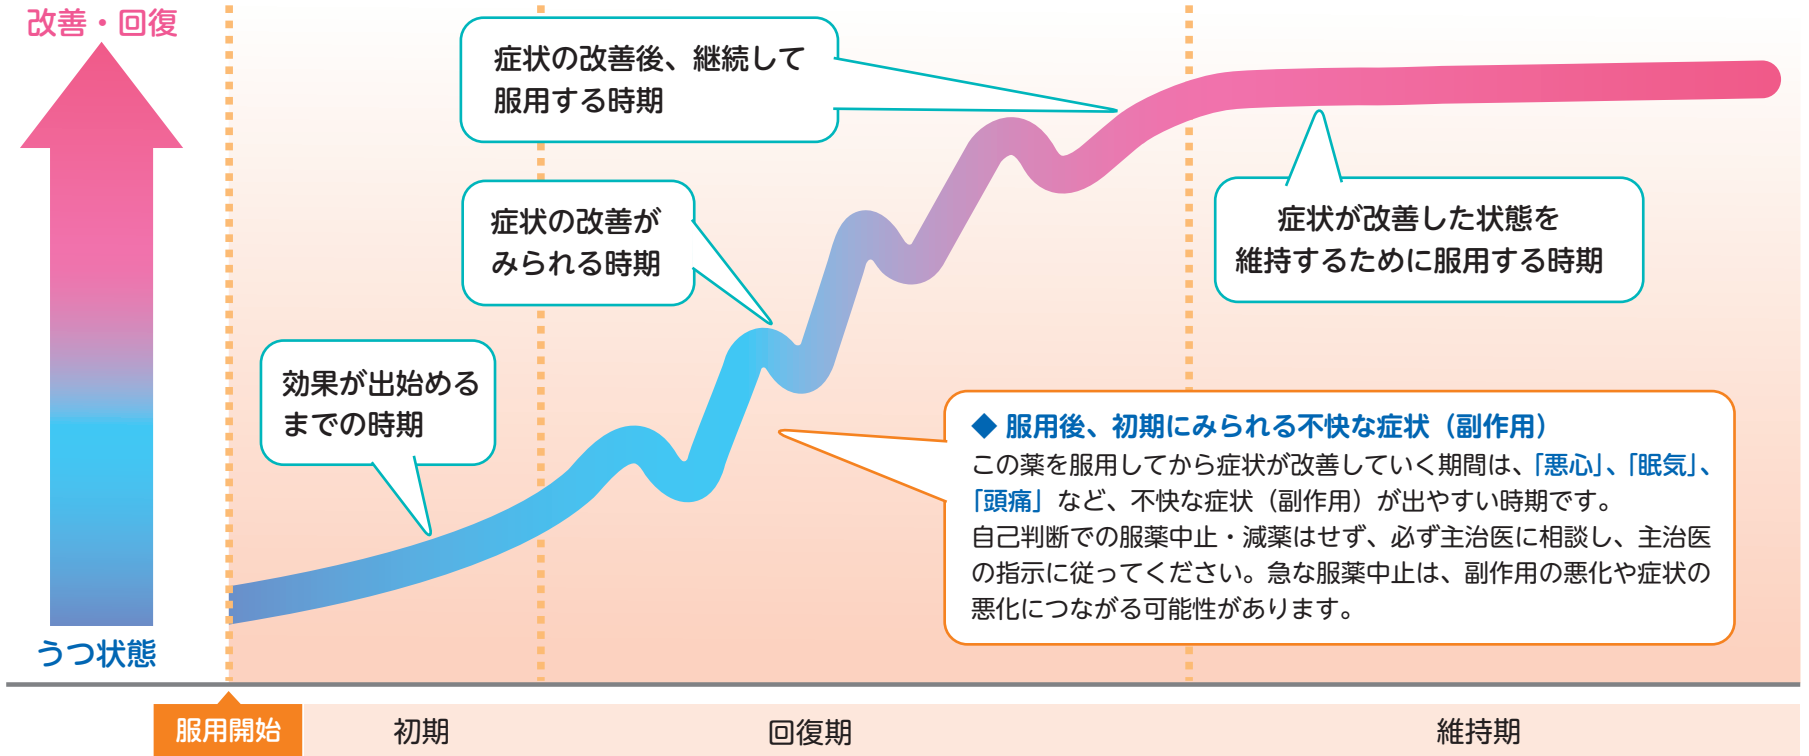 改善・回復
症状の改善後、継続して
服用する時期
症状の改善が
みられる時期
症状が改善した状態を
維持するために服用する時期
効果が出始める
までの時期
◆ 服用後、初期にみられる不快な症状（副作用）
この薬を服用してから症状が改善していく期間は、「悪心」、「眠気」、
「頭痛」など、不快な症状（副作用）が出やすい時期です。
自己判断での服薬中止・減薬はせず、必ず主治医に相談し、主治医
の指示に従ってください。急な服薬中止は、副作用の悪化や症状の
悪化につながる可能性があります。
うつ状態
服用開始
初期
回復期
維持期